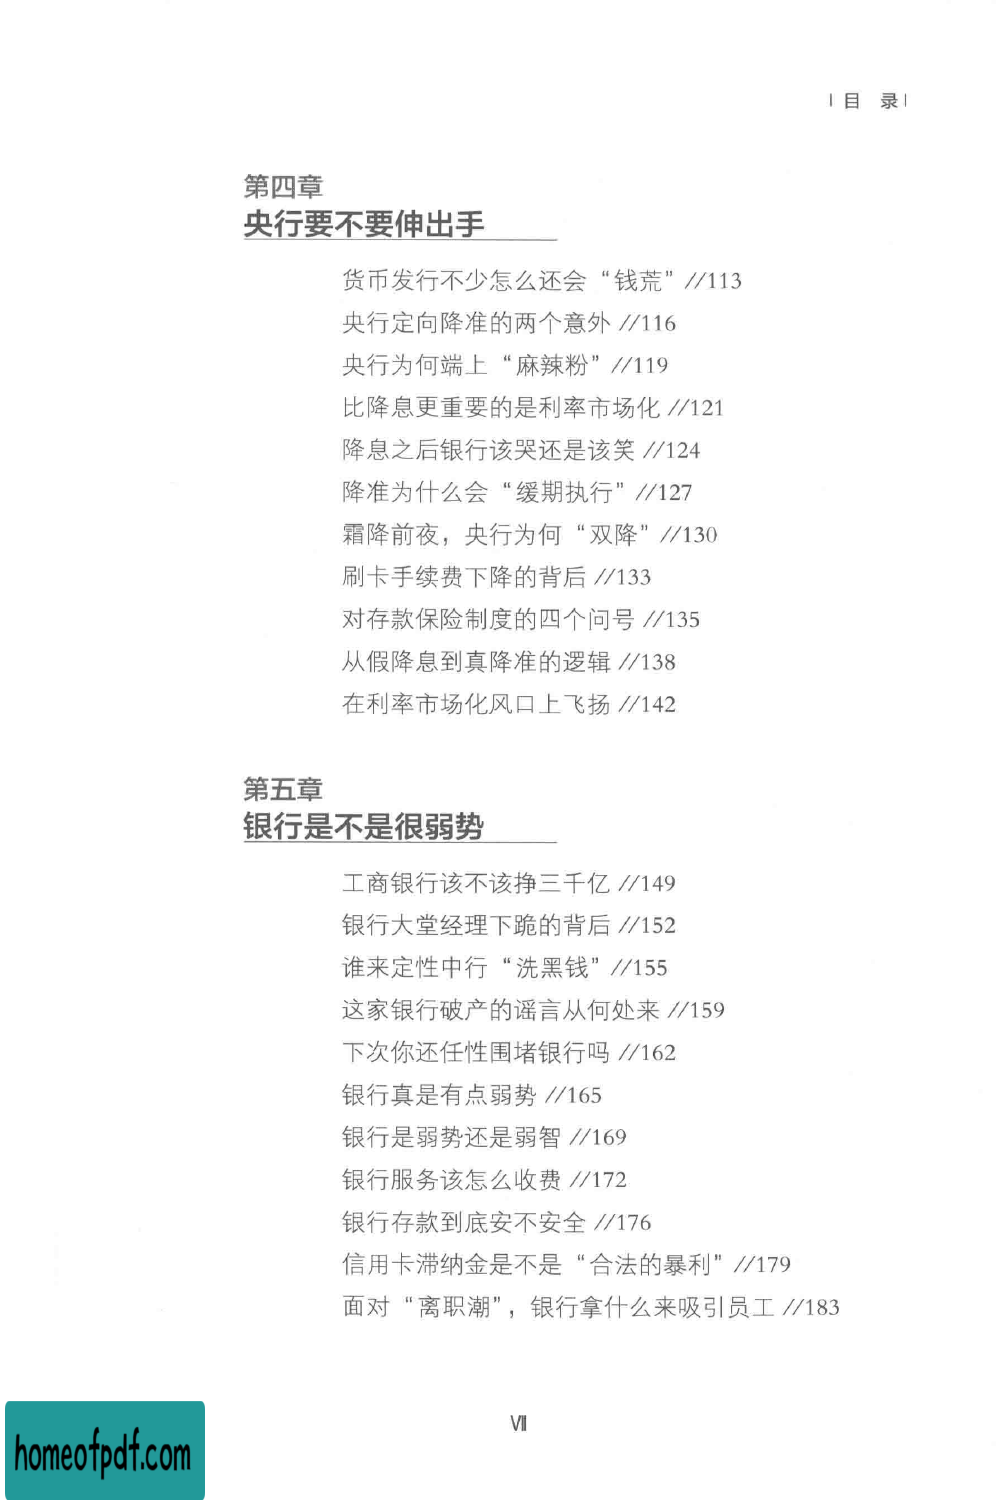 | 目 录 |
第四章
央行要不要伸出手
货币发行不少怎么还会“钱荒” //113
央行定向降准的两个意外 //116
央行为何端上“麻辣粉” //119
比降息更重要的是利率市场化 //121
降息之后银行该哭还是该笑 //124
降准为什么会“缓期执行” //127
霜降前夜，央行为何“双降” //130
刷卡手续费下降的背后 //133
对存款保险制度的四个问号 //135
从假降息到真降准的逻辑 //138
在利率市场化风口上飞扬 //142
第五章
银行是不是很弱势
工商银行该不该挣三千亿 //149
银行大堂经理下跪的背后 //152
谁来定性中行“洗黑钱” //155
这家银行破产的谣言从何处来 //159
下次你还任性围堵银行吗 //162
银行真是有点弱势 //165
银行是弱势还是弱智 //169
银行服务该怎么收费 //172
银行存款到底安不安全 //176
信用卡滞纳金是不是“合法的暴利” //179
面对“离职潮”，银行拿什么来吸引员工 //183
VII
homeofpdf.com